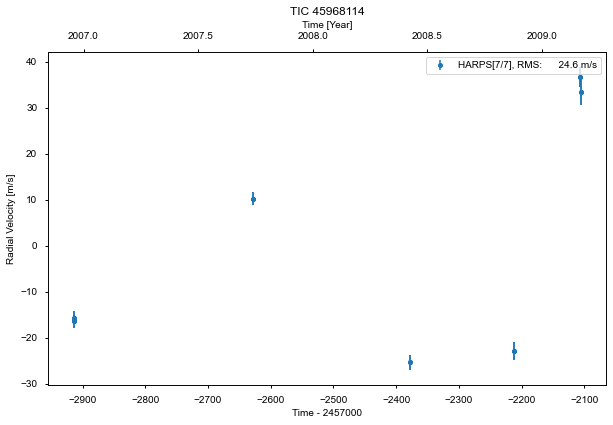 TIC 45968114
Time [Year]
2007.0 2007.5 2008.0 2008.5 2009.0
HARPS[7/7], RMS: 24.6 m/s
40
30
20
10
0
−10
−20
−30
Radial Velocity [m/s]
−2900 −2800 −2700 −2600 −2500 −2400 −2300 −2200 −2100
Time - 2457000